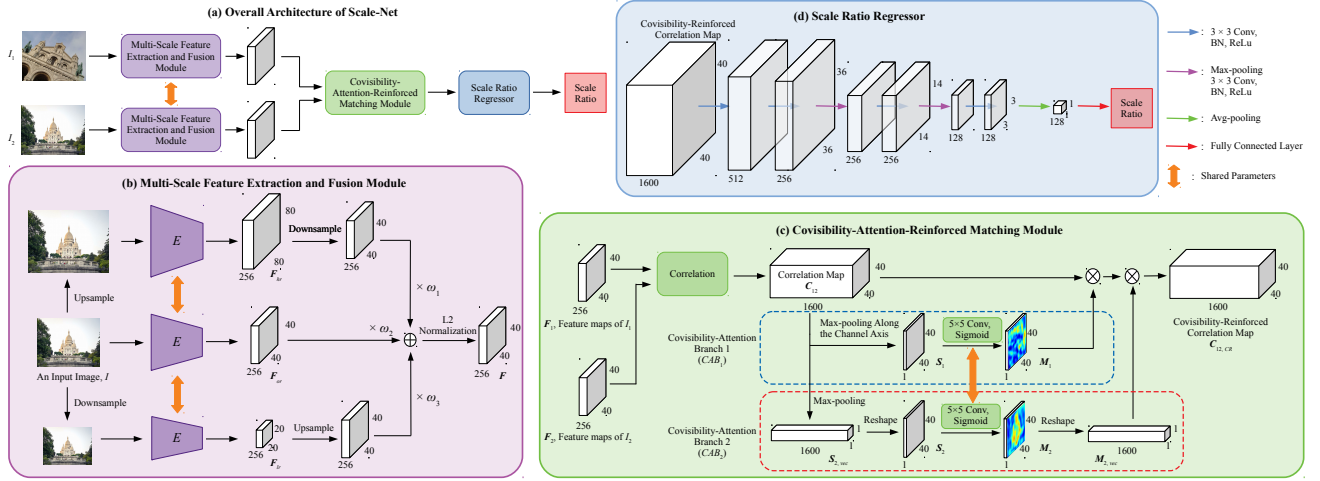 (a) Overall Architecture of Scale-Net
I₁
Multi-Scale Feature
Extraction and Fusion
Module
I₂
Multi-Scale Feature
Extraction and Fusion
Module
Covisibility-
Attention-Reinforced
Matching Module
Scale Ratio
Regressor
Scale
Ratio
(d) Scale Ratio Regressor
Covisibility-Reinforced
Correlation Map
40
40
1600
512
36
36
256
256
14
14
256
128
128
3
3
1
1
128
Scale
Ratio
: 3 × 3 Conv,
BN, ReLu
: Max-pooling
3 × 3 Conv,
BN, ReLu
: Avg-pooling
: Fully Connected Layer
: Shared Parameters
(b) Multi-Scale Feature Extraction and Fusion Module
E
80
80
256
Downsample
40
40
256
Upsample
× ω₁
E
40
40
256
× ω₂
L2
Normalization
40
40
256
F
An Input Image, I
Downsample
× ω₃
E
20
20
256
Upsample
40
40
256
(c) Covisibility-Attention-Reinforced Matching Module
40
40
256
F₁, Feature maps of I₁
Correlation
Correlation Map
C₁₂
40
40
1600
40
40
1600
Covisibility-Reinforced
Correlation Map
C₁₂, CR
Covisibility-Attention
Branch 1
(CAB₁)
Max-pooling Along
the Channel Axis
40
40
1
S₁
5×5 Conv,
Sigmoid
40
40
1
M₁
40
40
256
F₂, Feature maps of I₂
Covisibility-Attention
Branch 2
(CAB₂)
Max-pooling
1
1
1600
S₂, vec
Reshape
40
40
1
S₂
5×5 Conv,
Sigmoid
40
40
1
M₂
Reshape
1
1
1600
M₂, vec